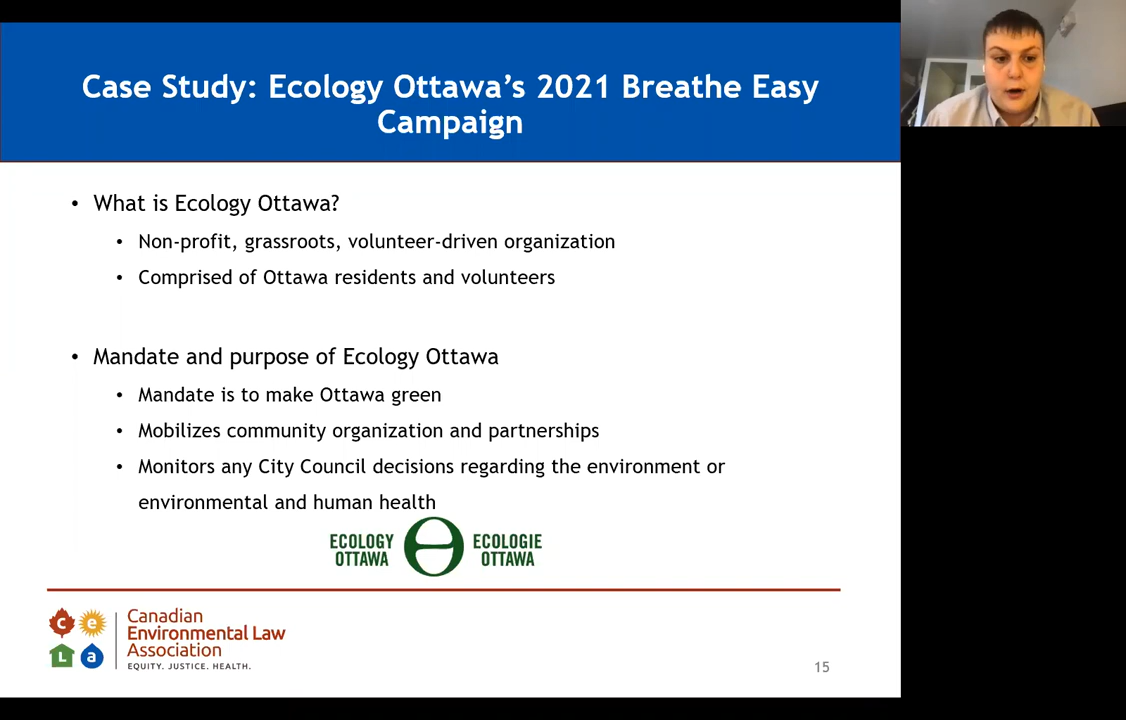 Case Study: Ecology Ottawa’s 2021 Breathe Easy
Campaign
• What is Ecology Ottawa?
• Non-profit, grassroots, volunteer-driven organization
• Comprised of Ottawa residents and volunteers
• Mandate and purpose of Ecology Ottawa
• Mandate is to make Ottawa green
• Mobilizes community organization and partnerships
• Monitors any City Council decisions regarding the environment or
environmental and human health
ECOLOGY
OTTAWA
ECOLOGIE
OTTAWA
c e
L a
Canadian
Environmental Law
Association
EQUITY. JUSTICE. HEALTH.
15